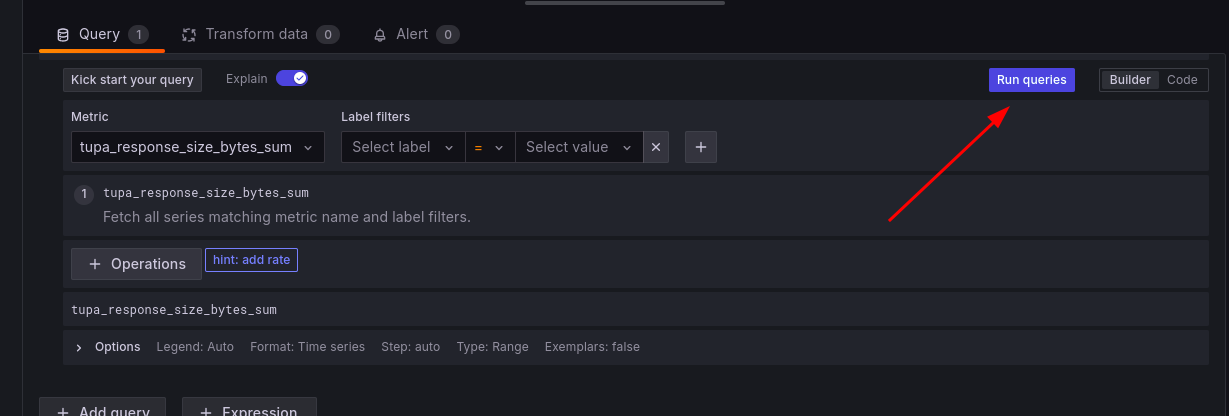 Query 1 Transform data 0 Alert 0
Kick start your query Explain Run queries Builder Code
Metric Label filters
tupa_response_size_bytes_sum Select label = Select value
1 tupa_response_size_bytes_sum
Fetch all series matching metric name and label filters.
+ Operations hint: add rate
tupa_response_size_bytes_sum
Options Legend: Auto Format: Time series Step: auto Type: Range Exemplars: false
+ Add query + Expression